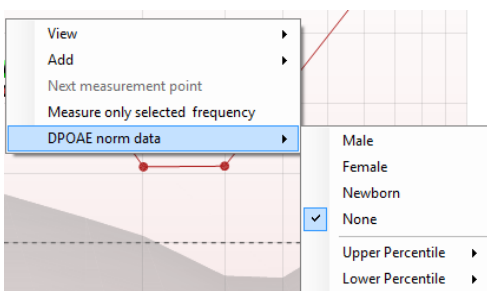 View
Add
Next measurement point
Measure only selected frequency
DPOAE norm data
Male
Female
Newborn
None
Upper Percentile
Lower Percentile